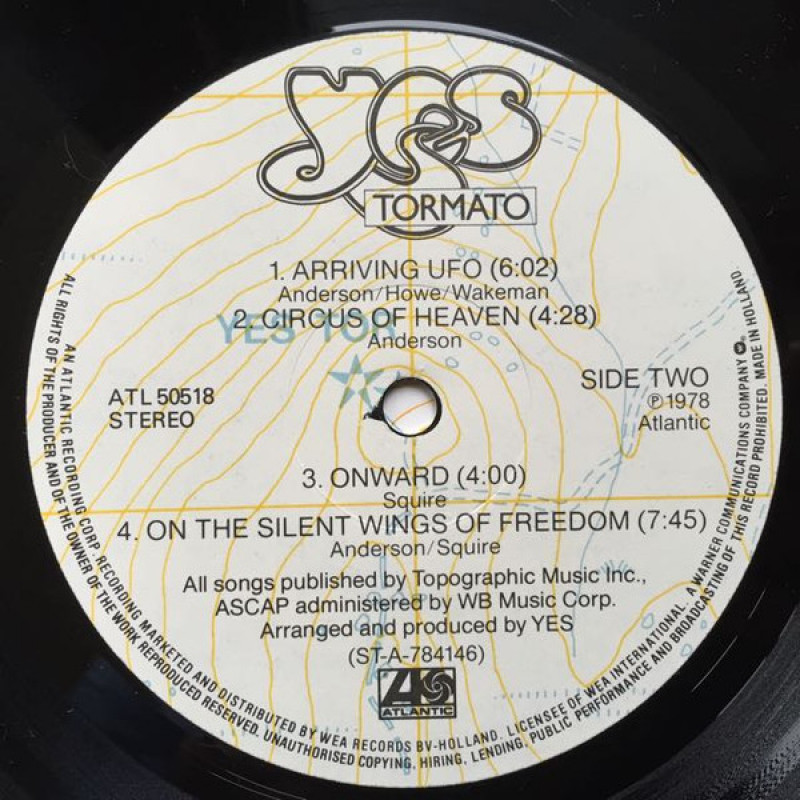 YES
TORMATO
1. ARRIVING UFO (6:02)
Anderson/Howe/Wakeman
2. CIRCUS OF HEAVEN (4:28)
Anderson
YES TOR
ATL 50518
STEREO
SIDE TWO
℗1978
Atlantic
3. ONWARD (4:00)
Squire
4. ON THE SILENT WINGS OF FREEDOM (7:45)
Anderson/Squire
All songs published by Topographic Music Inc.,
ASCAP administered by WB Music Corp.
Arranged and produced by YES
(ST-A-784146)
ATLANTIC
AN ATLANTIC RECORDING CORP. RECORDING MARKETED AND DISTRIBUTED BY WEA RECORDS BV-HOLLAND. LICENSEE OF WEA INTERNATIONAL. A WARNER COMMUNICATIONS COMPANY
ALL RIGHTS OF THE PRODUCER AND OF THE OWNER OF THE WORK REPRODUCED RESERVED. UNAUTHORISED COPYING, HIRING, LENDING, PUBLIC PERFORMANCE AND BROADCASTING OF THIS RECORD PROHIBITED. MADE IN HOLLAND.